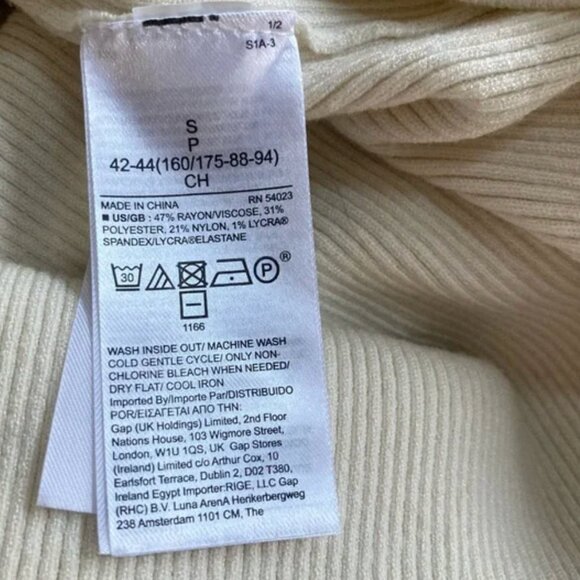 1/2
S1A-3
S
P
42-44(160/175-88-94)
CH
MADE IN CHINA RN 54023
■ US/GB : 47% RAYON/VISCOSE, 31%
POLYESTER, 21% NYLON, 1% LYCRA®
SPANDEX/LYCRA®ELASTANE
30 P ®
1166
WASH INSIDE OUT/ MACHINE WASH
COLD GENTLE CYCLE/ ONLY NON-
CHLORINE BLEACH WHEN NEEDED/
DRY FLAT/ COOL IRON
Imported By/Importe Par/DISTRIBUIDO
POR/ΕΙΣΑΓΕΤΑΙ ΑΠΟ ΤΗΝ:
Gap (UK Holdings) Limited, 2nd Floor
Nations House, 103 Wigmore Street,
London, W1U 1QS, UK Gap Stores
(Ireland) Limited c/o Arthur Cox, 10
Earlsfort Terrace, Dublin 2, D02 T380,
Ireland Egypt Importer:RIGE, LLC Gap
(RHC) B.V. Luna ArenA Herikerbergweg
238 Amsterdam 1101 CM, The